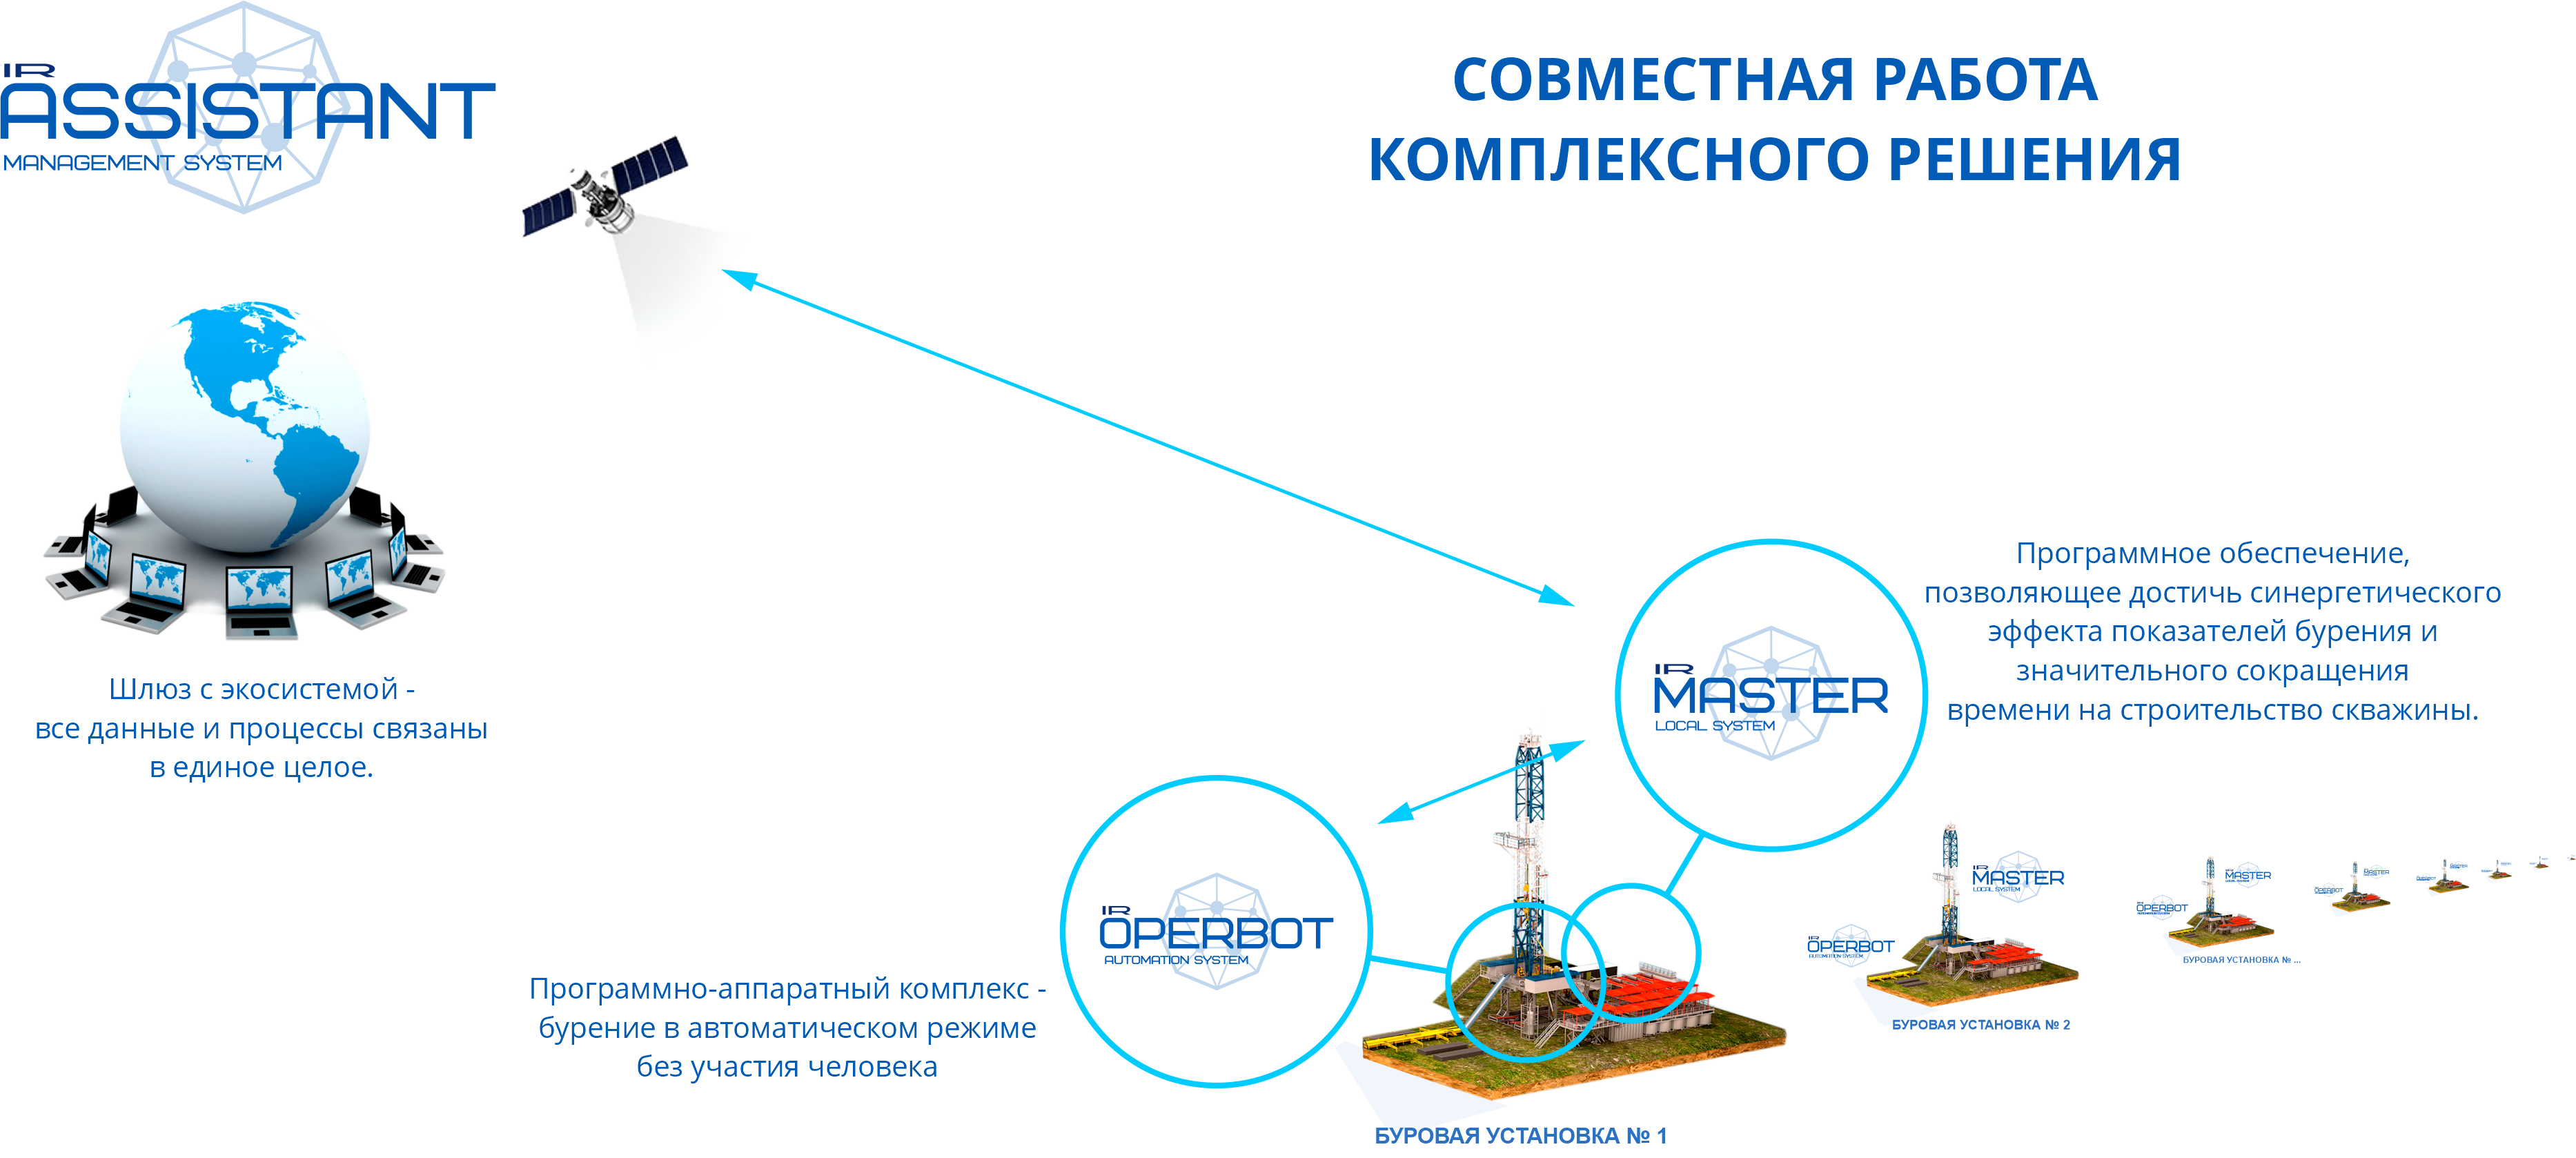 IR
ASSISTANT
MANAGEMENT SYSTEM
СОВМЕСТНАЯ РАБОТА
КОМПЛЕКСНОГО РЕШЕНИЯ
Шлюз с экосистемой -
все данные и процессы связаны
в единое целое.
Программное обеспечение,
позволяющее достичь синергетического
эффекта показателей бурения и
значительного сокращения
времени на строительство скважины.
IR
MASTER
LOCAL SYSTEM
IR
OPERBOT
AUTOMATION SYSTEM
Программно-аппаратный комплекс -
бурение в автоматическом режиме
без участия человека
БУРОВАЯ УСТАНОВКА № 1
IR
MASTER
LOCAL SYSTEM
IR
OPERBOT
AUTOMATION SYSTEM
БУРОВАЯ УСТАНОВКА № 2
MASTER
OPERBOT
БУРОВАЯ УСТАНОВКА № ...
MASTER
OPERBOT